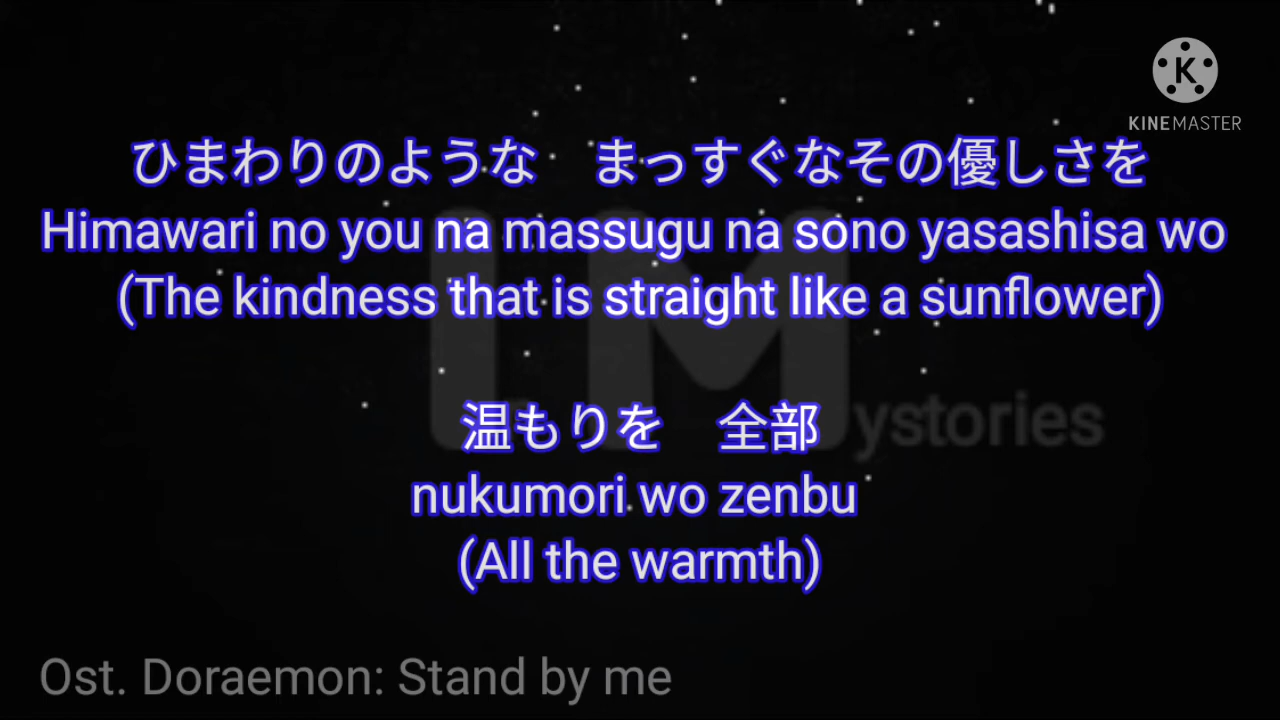 KINEMASTER
ひまわりのような　まっすぐなその優しさを
Himawari no you na massugu na sono yasashisa wo
(The kindness that is straight like a sunflower)
温もりを　全部
nukumori wo zenbu
(All the warmth)
LMystories
Ost. Doraemon: Stand by me